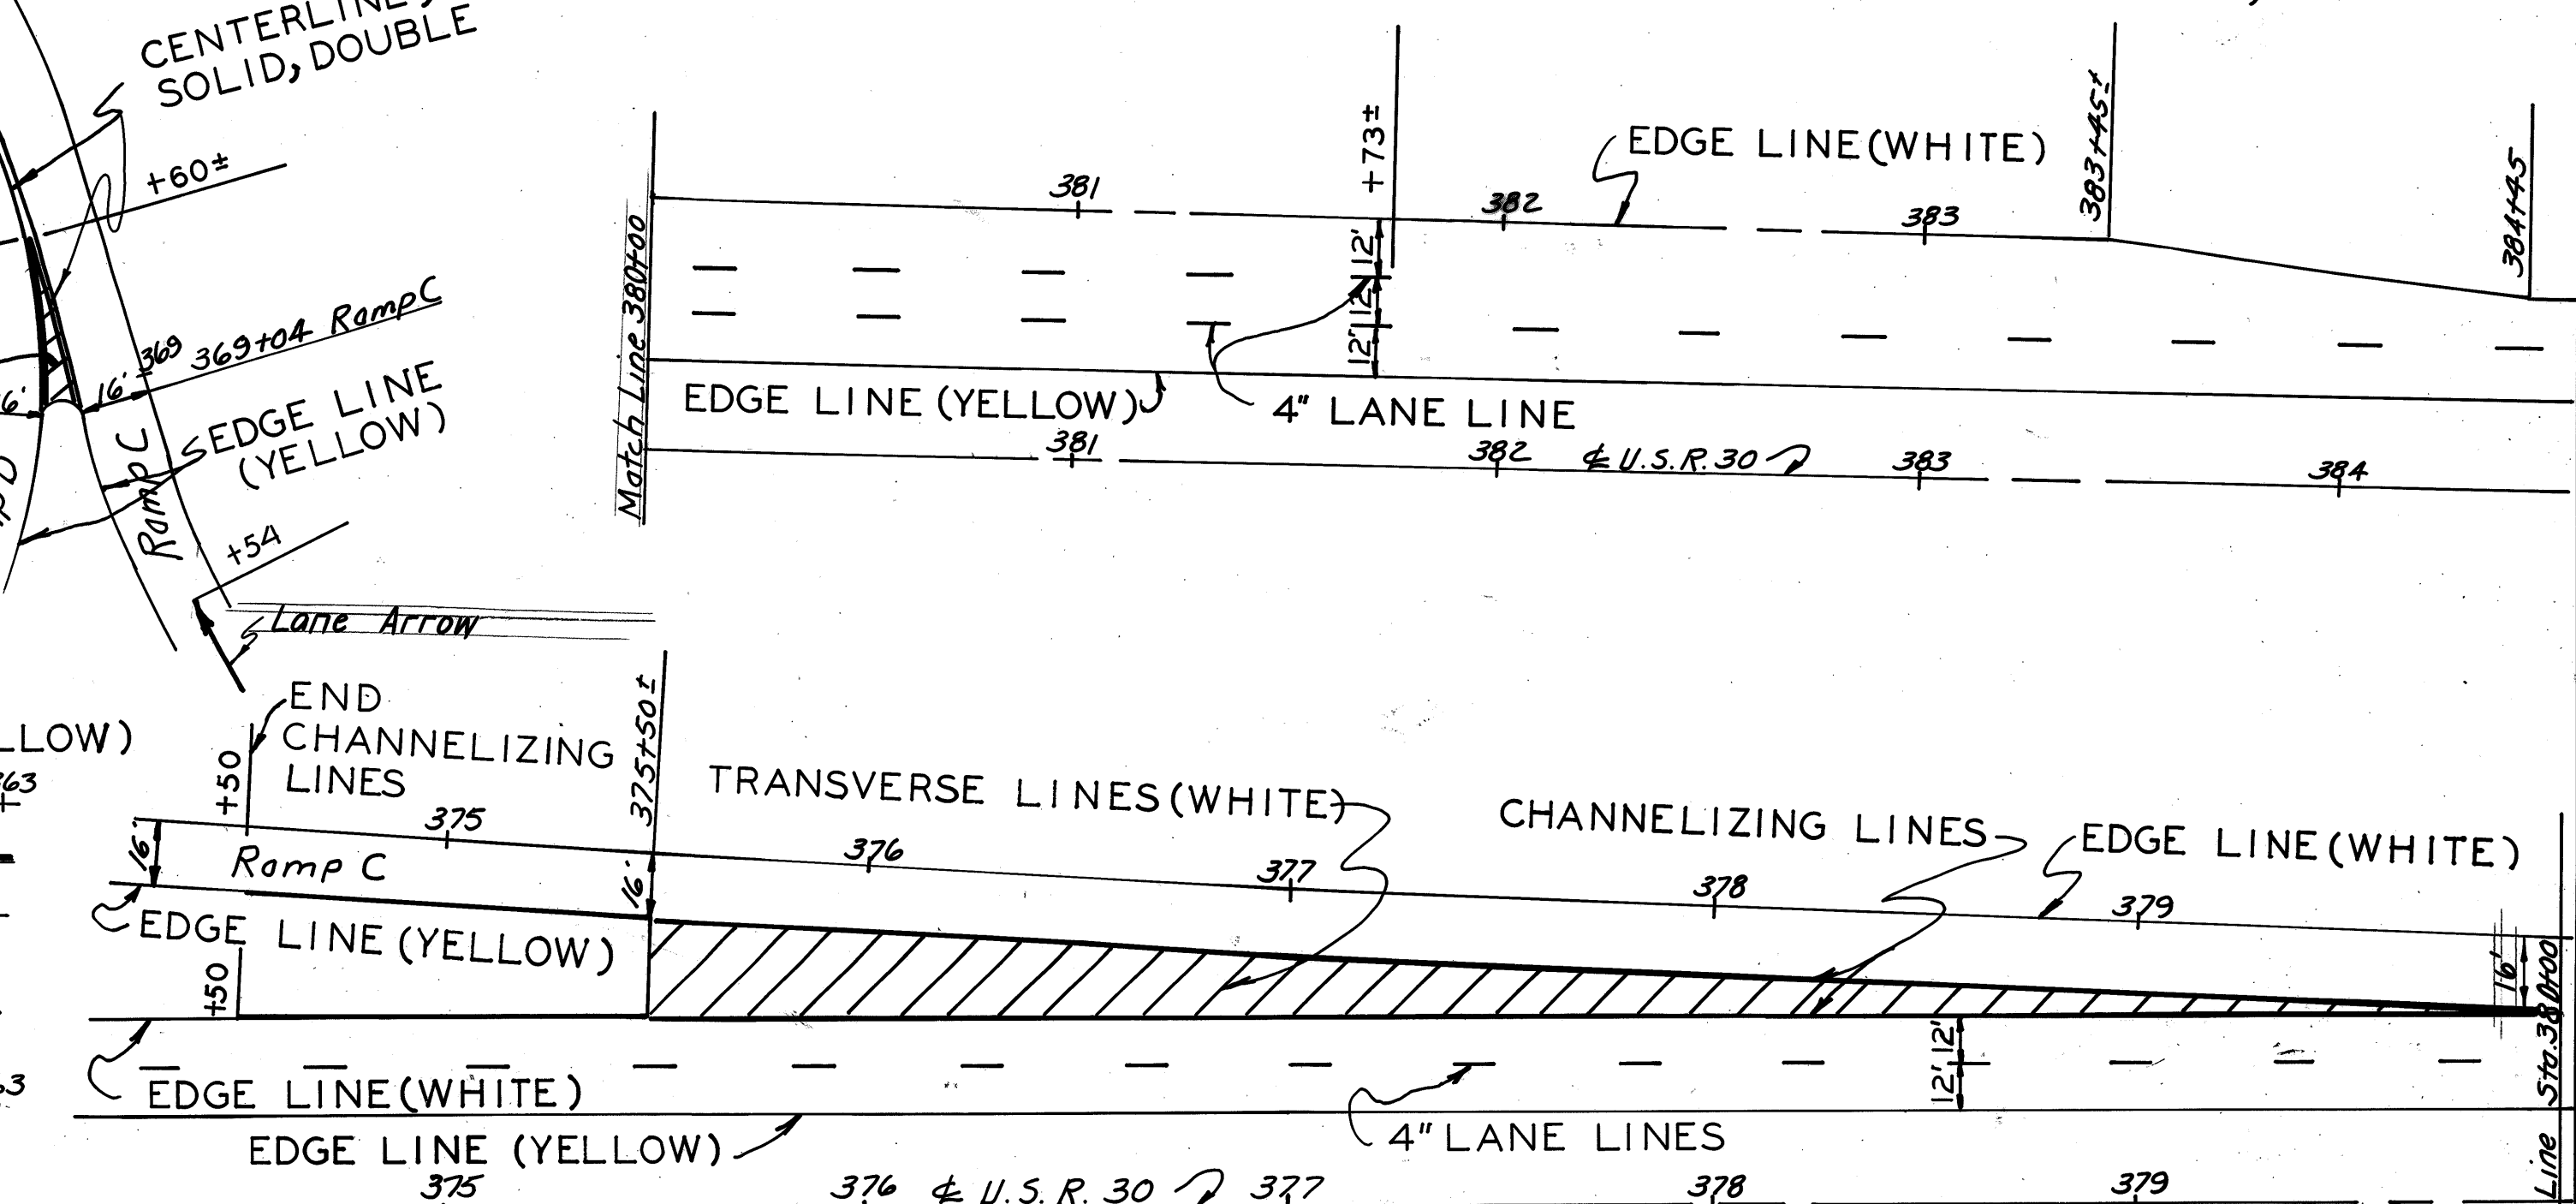 CENTERLINE,
SOLID, DOUBLE
+60±
369
369+04 Ramp C
16'
6'
EDGE LINE
(YELLOW)
Ramp C
+54
Lane Arrow
Match Line 380+00
381
+73±
382
EDGE LINE (WHITE)
383
383+45±
384+45
12'
12'
12'
EDGE LINE (YELLOW)
4" LANE LINE
381
382
℄ U.S.R. 30
383
384
LLOW)
363
END
CHANNELIZING
LINES
+50
375+50±
TRANSVERSE LINES (WHITE)
CHANNELIZING LINES
EDGE LINE (WHITE)
375
376
377
378
379
16'
Ramp C
16'
16'
EDGE LINE (YELLOW)
+50
12'
12'
EDGE LINE (WHITE)
63
EDGE LINE (YELLOW)
4" LANE LINES
Line Sta. 380+00
375
376
℄ U.S.R. 30
377
378
379